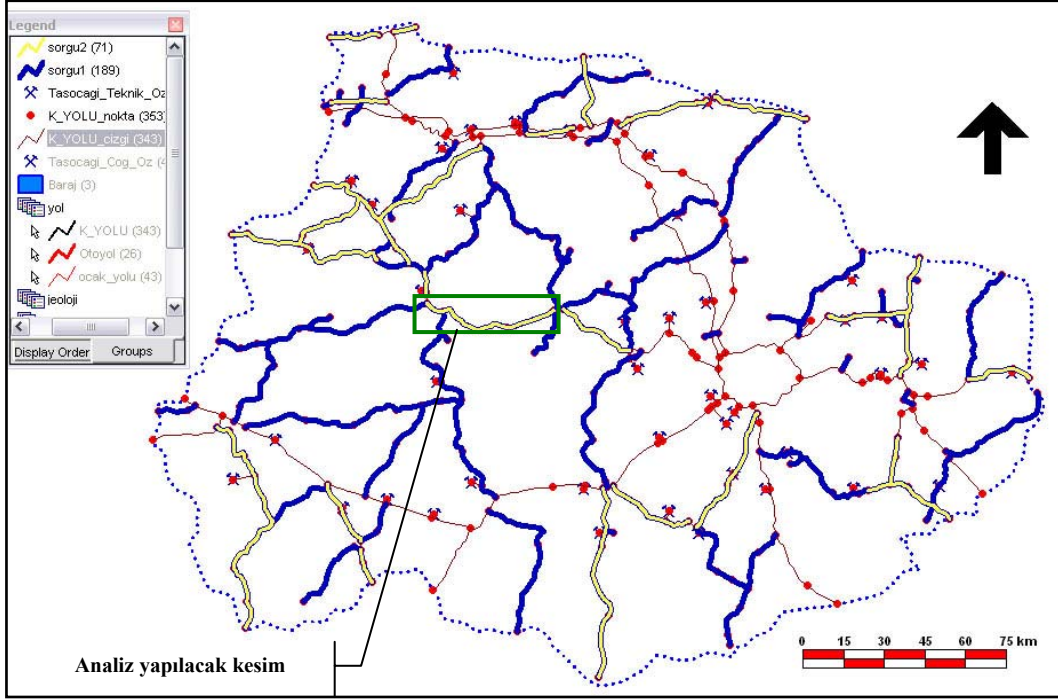 Legend
sorgu2 (71)
sorgu1 (189)
Tasocagi_Teknik_Oz
K_YOLU_nokta (353)
K_YOLU_cizgi (343)
Tasocagi_Cog_Oz (4
Baraj (3)
yol
K_YOLU (343)
Otoyol (26)
ocak_yolu (43)
jeoloji
Display Order Groups
Analiz yapılacak kesim
0 15 30 45 60 75 km